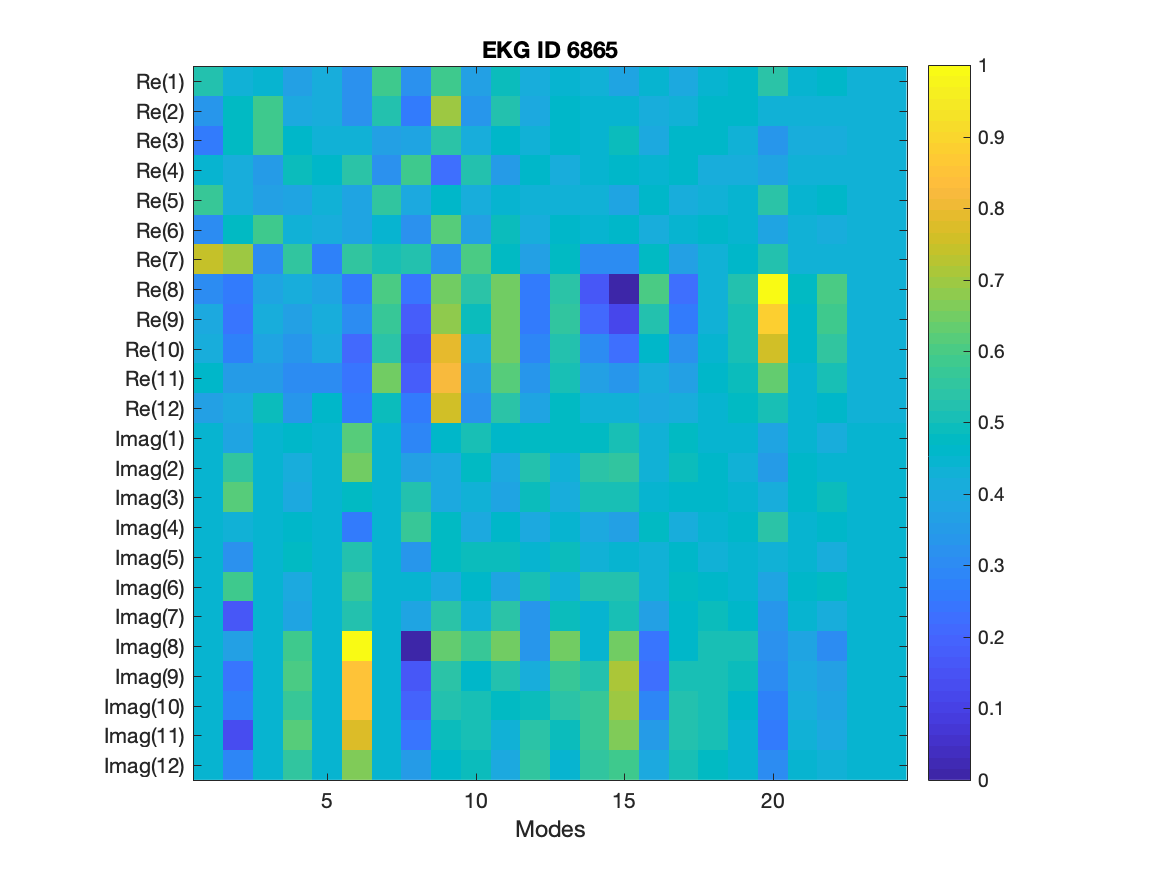 EKG ID 6865
Re(1)
Re(2)
Re(3)
Re(4)
Re(5)
Re(6)
Re(7)
Re(8)
Re(9)
Re(10)
Re(11)
Re(12)
Imag(1)
Imag(2)
Imag(3)
Imag(4)
Imag(5)
Imag(6)
Imag(7)
Imag(8)
Imag(9)
Imag(10)
Imag(11)
Imag(12)
5 10 15 20
Modes
1
0.9
0.8
0.7
0.6
0.5
0.4
0.3
0.2
0.1
0